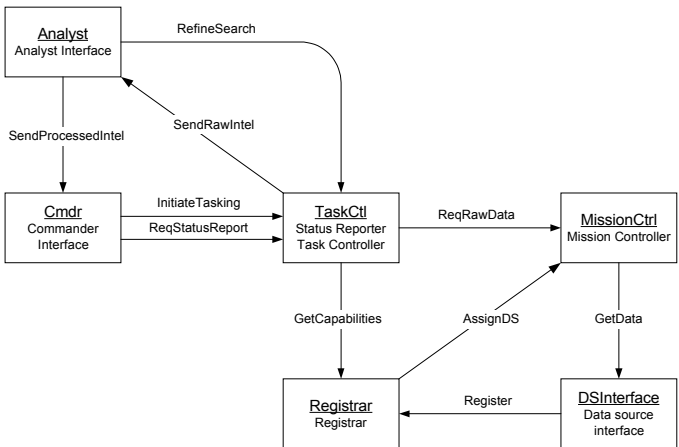 Analyst
Analyst Interface
RefineSearch
SendProcessedIntel
SendRawIntel
Cmdr
Commander
Interface
InitiateTasking
ReqStatusReport
TaskCtl
Status Reporter
Task Controller
ReqRawData
MissionCtrl
Mission Controller
GetCapabilities
AssignDS
GetData
Registrar
Registrar
Register
DSInterface
Data source
interface